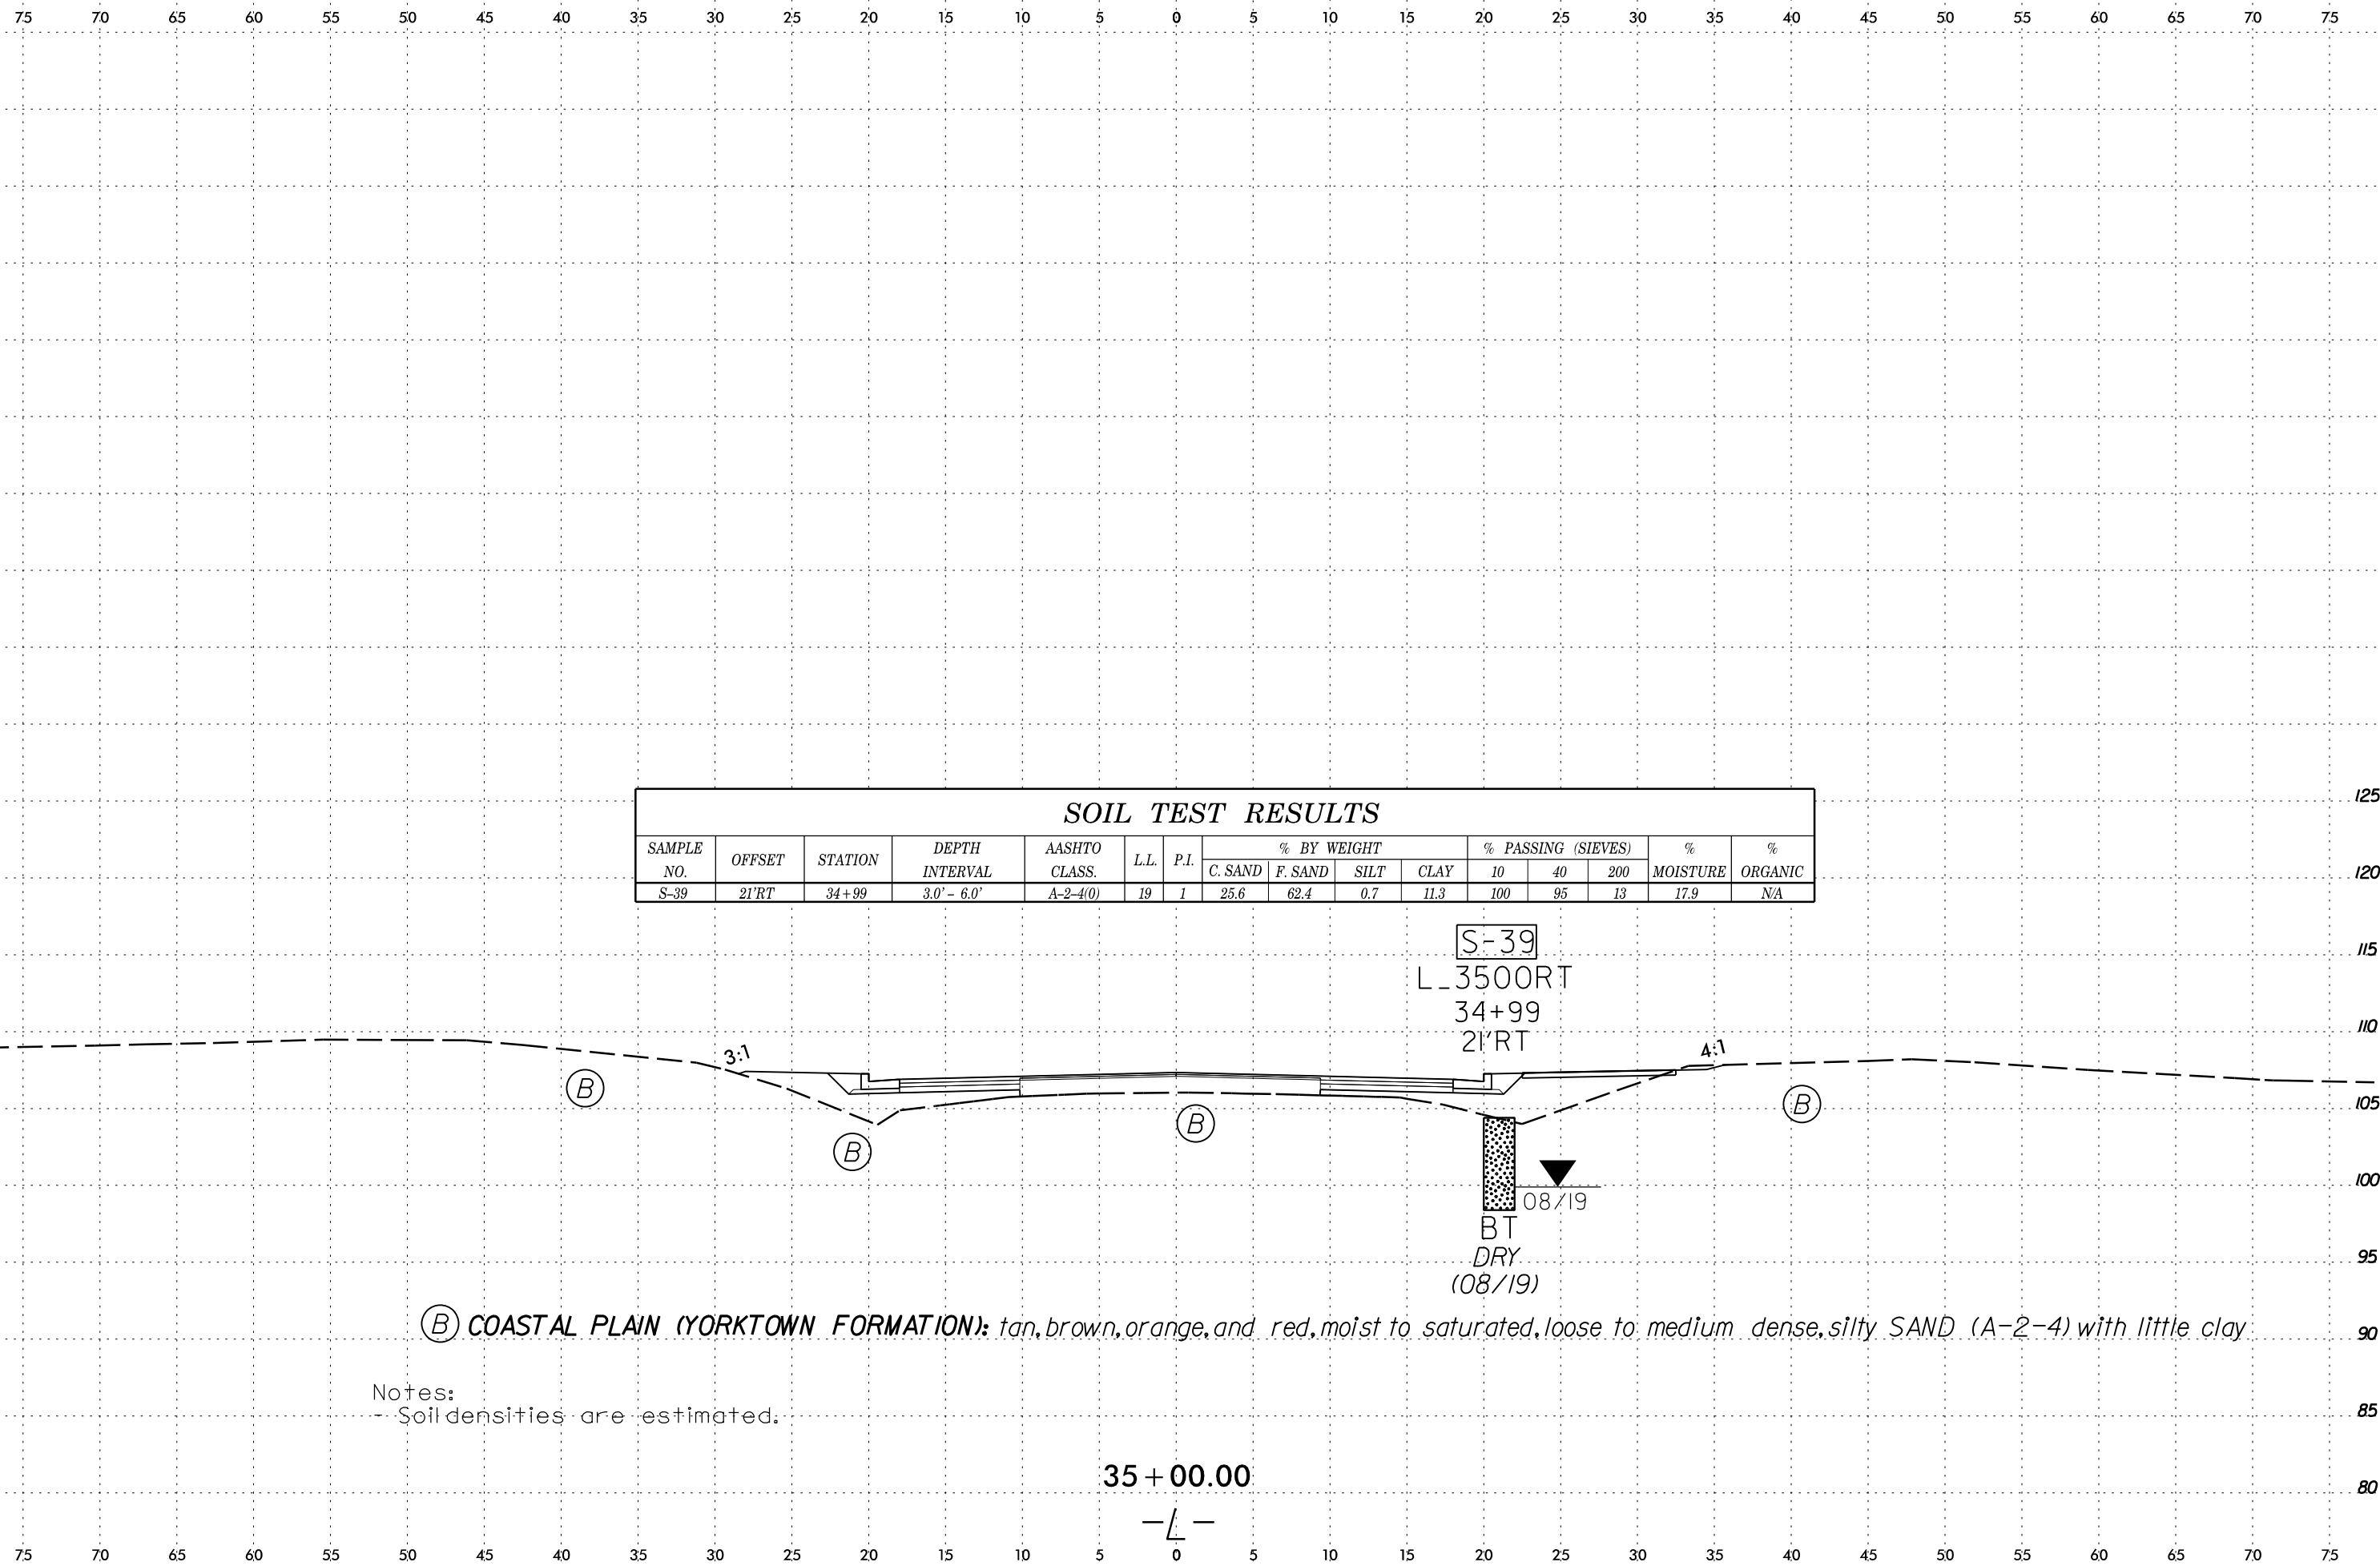 75 70 65 60 55 50 45 40 35 30 25 20 15 10 5 0 5 10 15 20 25 30 35 40 45 50 55 60 65 70 75
125
SOIL TEST RESULTS
SAMPLE NO. OFFSET STATION DEPTH INTERVAL AASHTO CLASS. L.L. P.I. % BY WEIGHT % PASSING (SIEVES) % MOISTURE % ORGANIC
C. SAND F. SAND SILT CLAY 10 40 200
120
S-39 21'RT 34+99 3.0' - 6.0' A-2-4(0) 19 1 25.6 62.4 0.7 11.3 100 95 13 17.9 N/A
S-39
115
L_3500RT
34+99
110
21'RT
3:1 4:1
B
B
105
B
B
100
08/19
BT
DRY
95
(08/19)
B COASTAL PLAIN (YORKTOWN FORMATION): tan, brown, orange, and red, moist to saturated, loose to medium dense, silty SAND (A-2-4) with little clay
90
Notes:
- Soil densities are estimated.
85
35+00.00
80
-L-
75 70 65 60 55 50 45 40 35 30 25 20 15 10 5 0 5 10 15 20 25 30 35 40 45 50 55 60 65 70 75